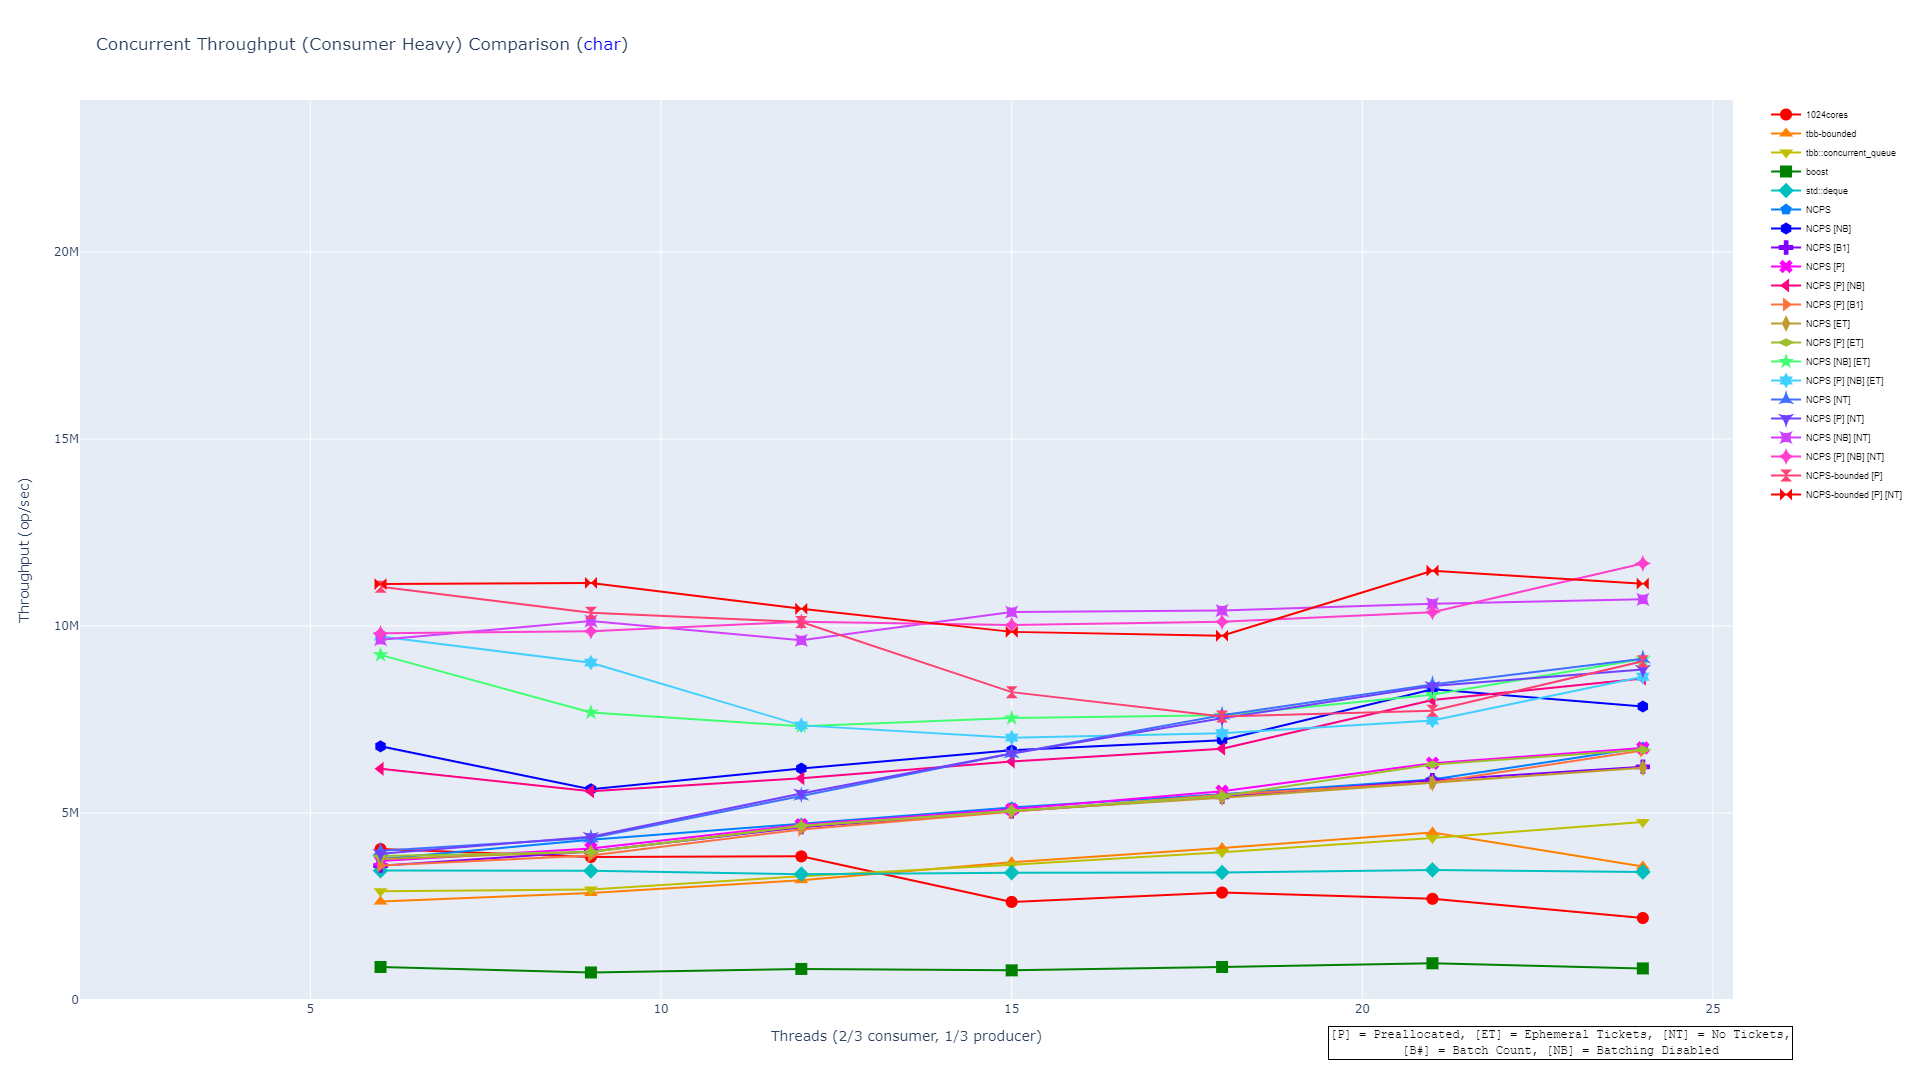 Concurrent Throughput (Consumer Heavy) Comparison (char)
1024cores
tbb-bounded
tbb::concurrent_queue
boost
std::deque
NCPS
NCPS [NB]
NCPS [B1]
NCPS [P]
NCPS [P] [NB]
NCPS [P] [B1]
NCPS [ET]
NCPS [P] [ET]
NCPS [NB] [ET]
NCPS [P] [NB] [ET]
NCPS [NT]
NCPS [P] [NT]
NCPS [NB] [NT]
NCPS [P] [NB] [NT]
NCPS-bounded [P]
NCPS-bounded [P] [NT]
20M
15M
10M
5M
0
Throughput (op/sec)
5
10
15
20
25
Threads (2/3 consumer, 1/3 producer)
[P] = Preallocated, [ET] = Ephemeral Tickets, [NT] = No Tickets,
[B#] = Batch Count, [NB] = Batching Disabled